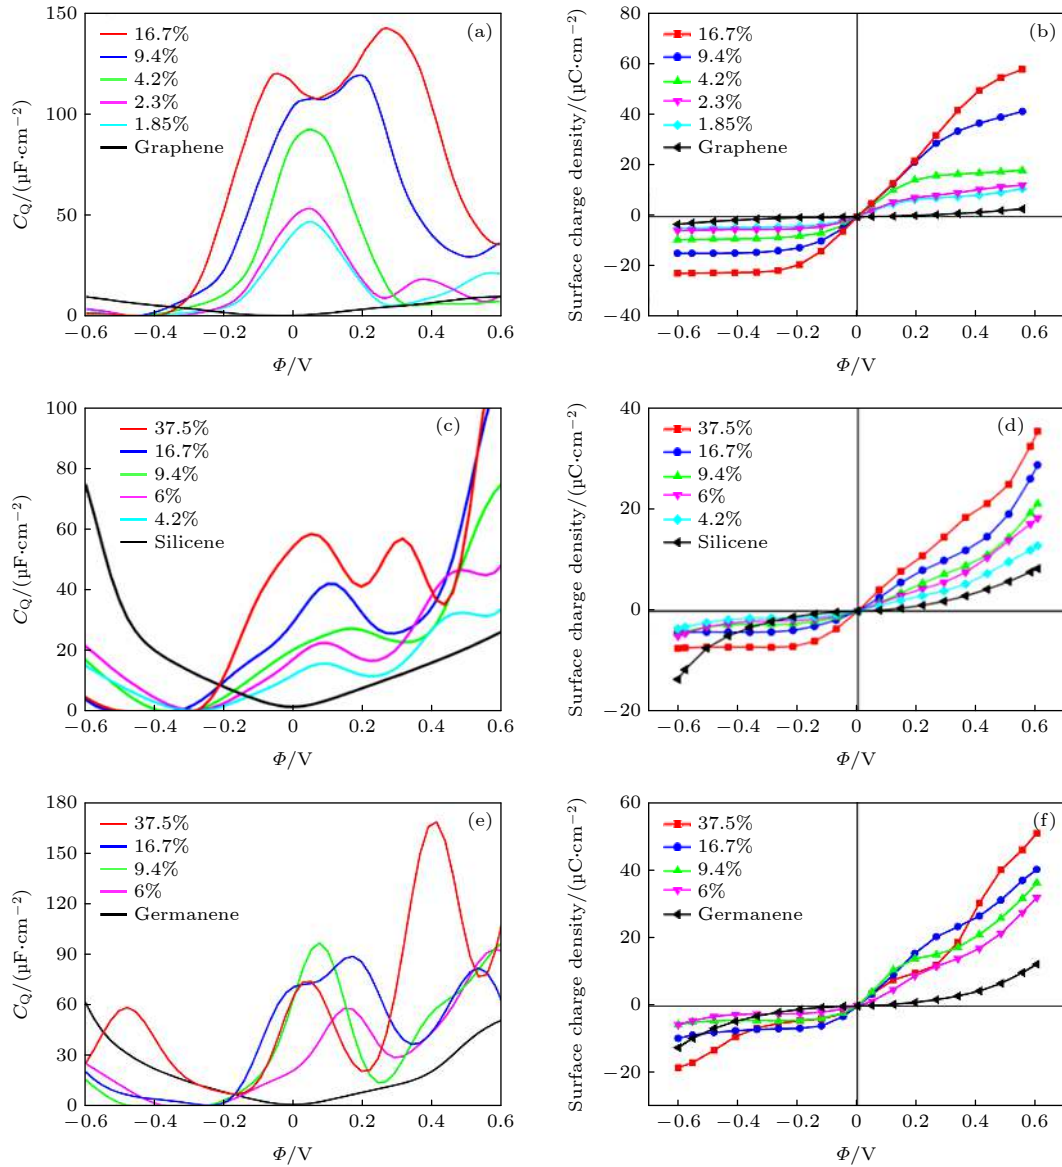 (a)
16.7%
9.4%
4.2%
2.3%
1.85%
Graphene
150
100
50
0
C_Q/(µF·cm⁻²)
−0.6 −0.4 −0.2 0 0.2 0.4 0.6
Φ/V
(b)
16.7%
9.4%
4.2%
2.3%
1.85%
Graphene
80
60
40
20
0
−20
−40
Surface charge density/(µC·cm⁻²)
−0.6 −0.4 −0.2 0 0.2 0.4 0.6
Φ/V
(c)
37.5%
16.7%
9.4%
6%
4.2%
Silicene
100
80
60
40
20
0
C_Q/(µF·cm⁻²)
−0.6 −0.4 −0.2 0 0.2 0.4 0.6
Φ/V
(d)
37.5%
16.7%
9.4%
6%
4.2%
Silicene
40
20
0
−20
Surface charge density/(µC·cm⁻²)
−0.6 −0.4 −0.2 0 0.2 0.4 0.6
Φ/V
(e)
37.5%
16.7%
9.4%
6%
Germanene
180
150
120
90
60
30
0
C_Q/(µF·cm⁻²)
−0.6 −0.4 −0.2 0 0.2 0.4 0.6
Φ/V
(f)
37.5%
16.7%
9.4%
6%
Germanene
60
40
20
0
−20
Surface charge density/(µC·cm⁻²)
−0.6 −0.4 −0.2 0 0.2 0.4 0.6
Φ/V